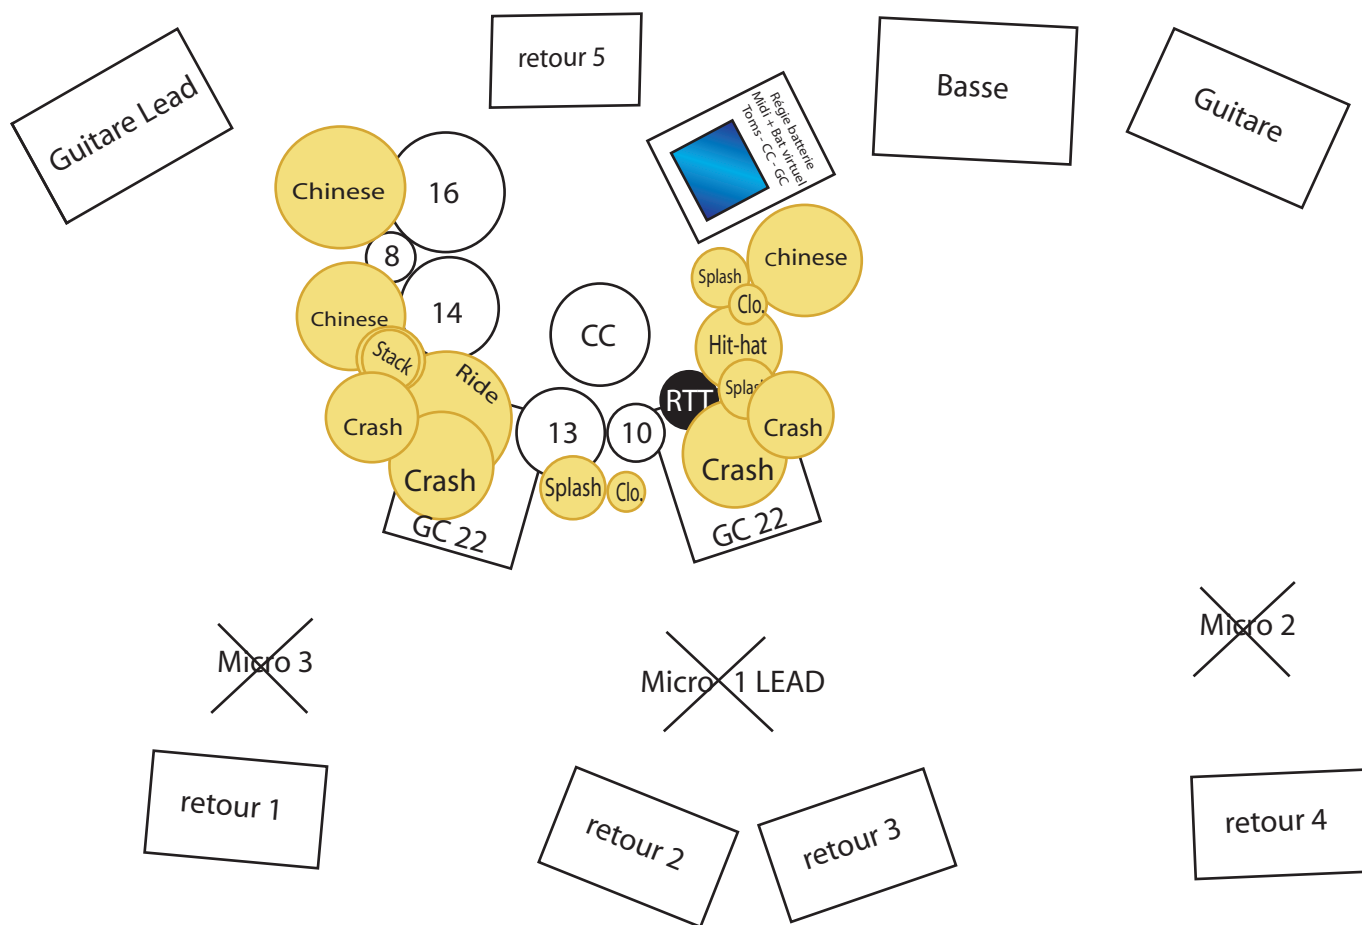 Guitare Lead
retour 5
Basse
Guitare
Régie batterie
Midi + Bat virtuel
Toms - CC - GC
Chinese
16
8
Chinese
14
Stack
Ride
Crash
Crash
GC 22
CC
13
10
Splash
Clo.
RTT
Splash
Clo.
Chinese
Hit-hat
Splash
Crash
Crash
GC 22
Micro 3
Micro 1 LEAD
Micro 2
retour 1
retour 2
retour 3
retour 4